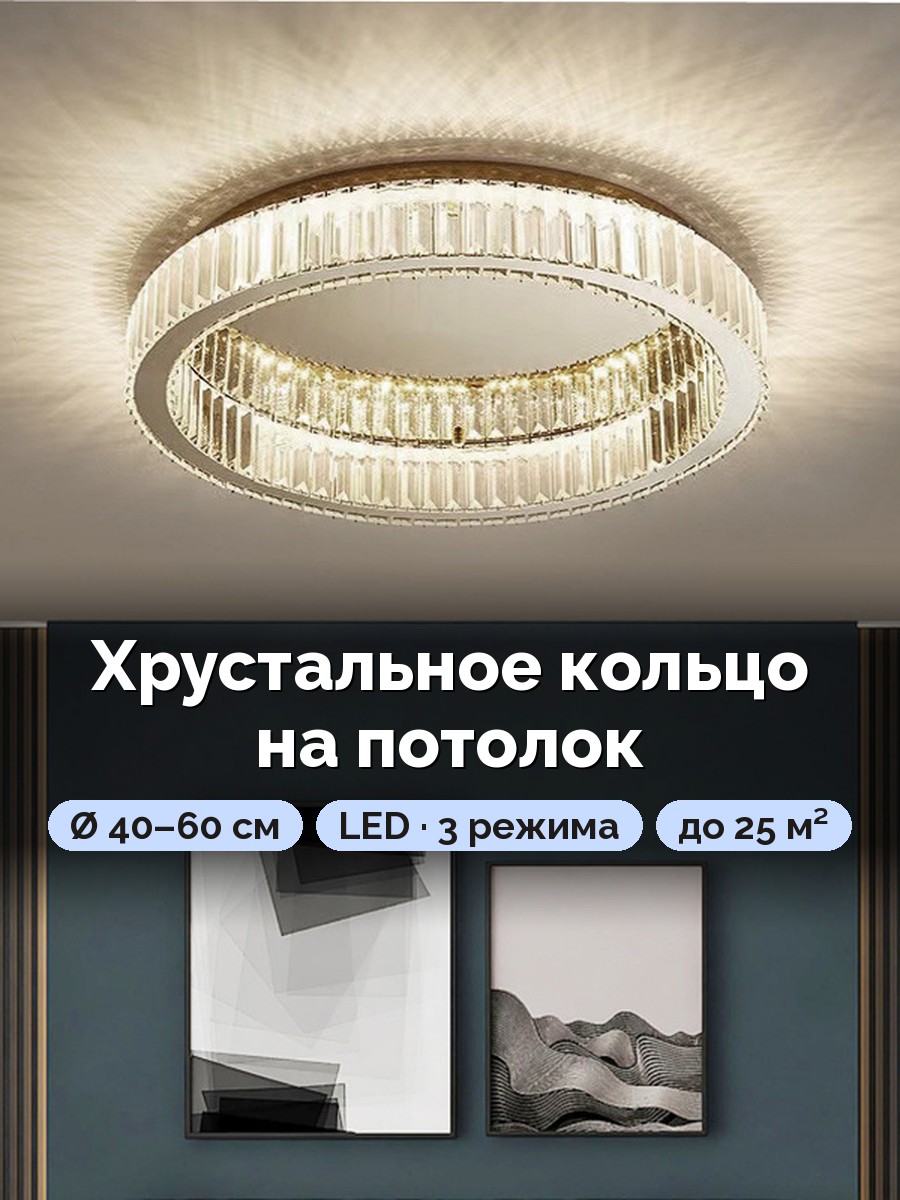 Хрустальное кольцо
на потолок
Ø 40–60 см
LED · 3 режима
до 25 м²